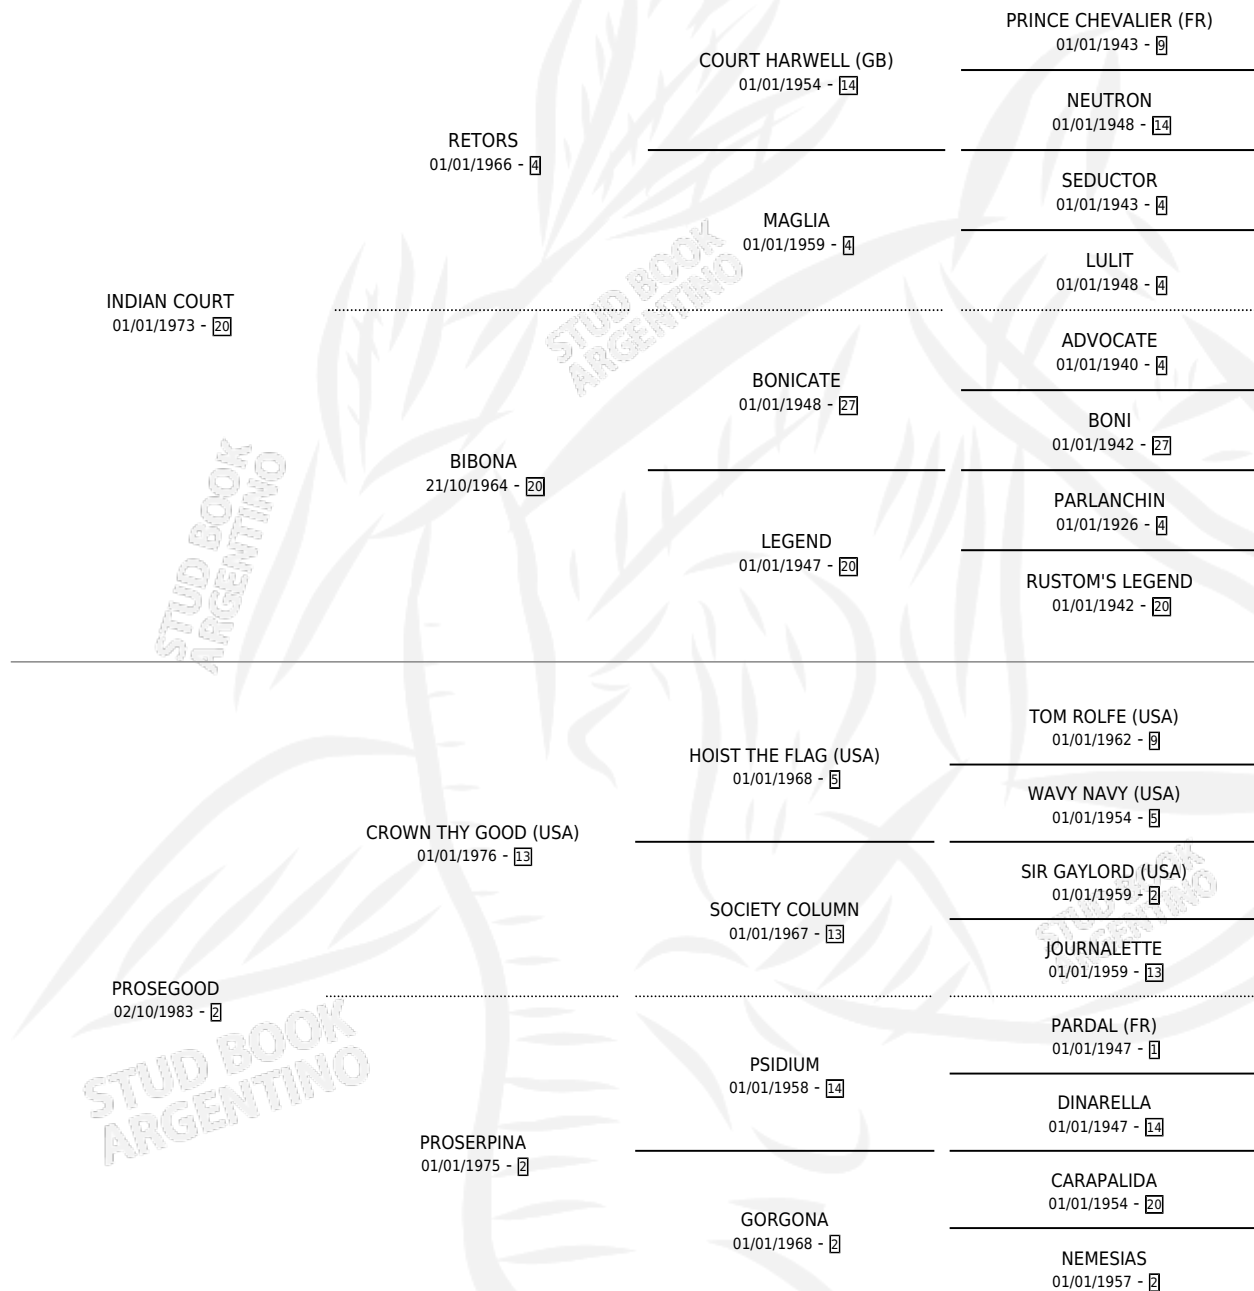 PRINCE CHEVALIER (FR)
01/01/1943 - 9
COURT HARWELL (GB)
01/01/1954 - 14
NEUTRON
01/01/1948 - 14
RETORS
01/01/1966 - 4
SEDUCTOR
01/01/1943 - 4
MAGLIA
01/01/1959 - 4
LULIT
01/01/1948 - 4
INDIAN COURT
01/01/1973 - 20
ADVOCATE
01/01/1940 - 4
BONICATE
01/01/1948 - 27
BONI
01/01/1942 - 27
BIBONA
21/10/1964 - 20
PARLANCHIN
01/01/1926 - 4
LEGEND
01/01/1947 - 20
RUSTOM'S LEGEND
01/01/1942 - 20
TOM ROLFE (USA)
01/01/1962 - 9
HOIST THE FLAG (USA)
01/01/1968 - 5
WAVY NAVY (USA)
01/01/1954 - 5
CROWN THY GOOD (USA)
01/01/1976 - 13
SIR GAYLORD (USA)
01/01/1959 - 2
SOCIETY COLUMN
01/01/1967 - 13
JOURNALETTE
01/01/1959 - 13
PROSEGOOD
02/10/1983 - 2
PARDAL (FR)
01/01/1947 - 1
PSIDIUM
01/01/1958 - 14
DINARELLA
01/01/1947 - 14
PROSERPINA
01/01/1975 - 2
CARAPALIDA
01/01/1954 - 20
GORGONA
01/01/1968 - 2
NEMESIAS
01/01/1957 - 2
STUD BOOK
ARGENTINO
STUD BOOK
ARGENTINO
STUD BOOK
ARGENTINO
STUD BOOK
ARGENTINO